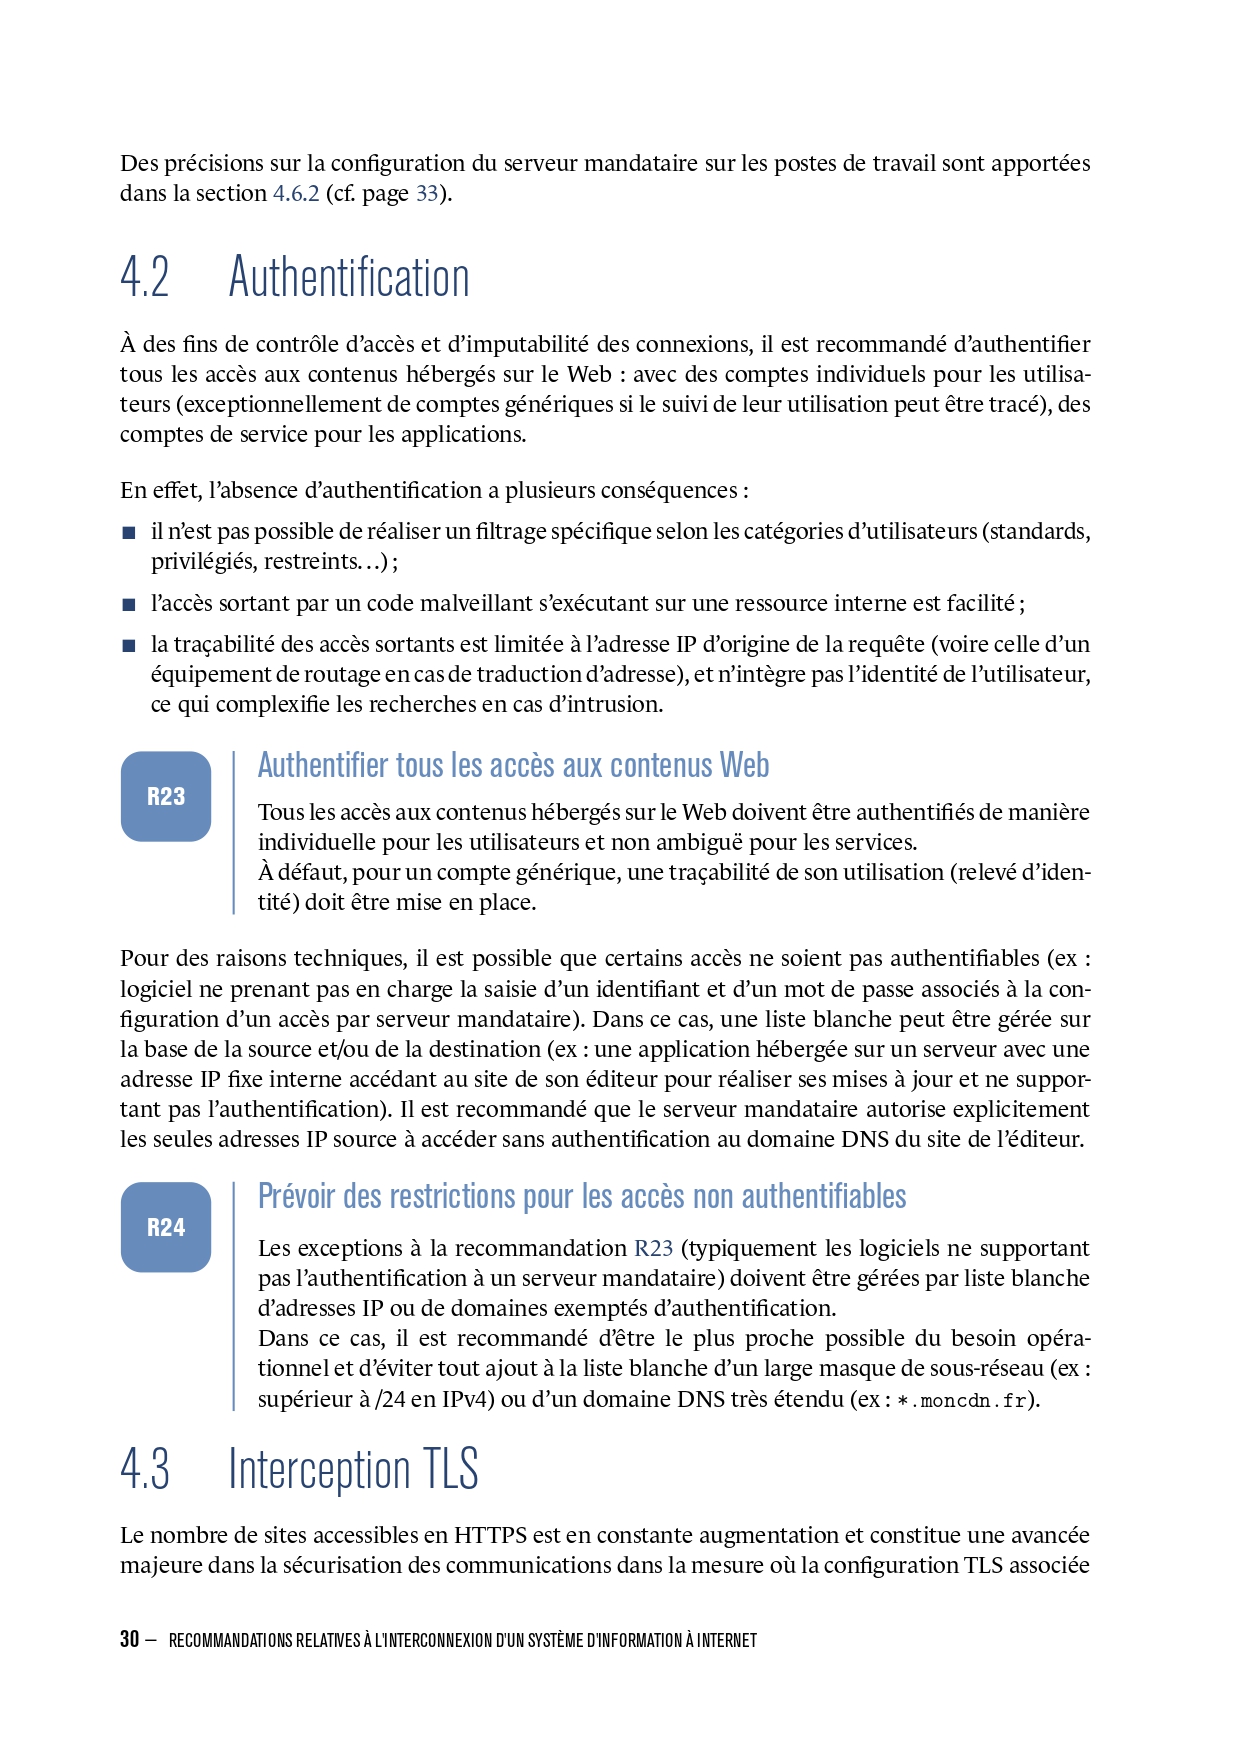 Des précisions sur la configuration du serveur mandataire sur les postes de travail sont apportées
dans la section 4.6.2 (cf. page 33).
4.2 Authentification
À des fins de contrôle d’accès et d’imputabilité des connexions, il est recommandé d’authentifier
tous les accès aux contenus hébergés sur le Web : avec des comptes individuels pour les utilisa-
teurs (exceptionnellement de comptes génériques si le suivi de leur utilisation peut être tracé), des
comptes de service pour les applications.
En effet, l’absence d’authentification a plusieurs conséquences :
■ il n’est pas possible de réaliser un filtrage spécifique selon les catégories d’utilisateurs (standards,
privilégiés, restreints…) ;
■ l’accès sortant par un code malveillant s’exécutant sur une ressource interne est facilité ;
■ la traçabilité des accès sortants est limitée à l’adresse IP d’origine de la requête (voire celle d’un
équipement de routage en cas de traduction d’adresse), et n’intègre pas l’identité de l’utilisateur,
ce qui complexifie les recherches en cas d’intrusion.
R23
Authentifier tous les accès aux contenus Web
Tous les accès aux contenus hébergés sur le Web doivent être authentifiés de manière
individuelle pour les utilisateurs et non ambiguë pour les services.
À défaut, pour un compte générique, une traçabilité de son utilisation (relevé d’iden-
tité) doit être mise en place.
Pour des raisons techniques, il est possible que certains accès ne soient pas authentifiables (ex :
logiciel ne prenant pas en charge la saisie d’un identifiant et d’un mot de passe associés à la con-
figuration d’un accès par serveur mandataire). Dans ce cas, une liste blanche peut être gérée sur
la base de la source et/ou de la destination (ex : une application hébergée sur un serveur avec une
adresse IP fixe interne accédant au site de son éditeur pour réaliser ses mises à jour et ne suppor-
tant pas l’authentification). Il est recommandé que le serveur mandataire autorise explicitement
les seules adresses IP source à accéder sans authentification au domaine DNS du site de l’éditeur.
R24
Prévoir des restrictions pour les accès non authentifiables
Les exceptions à la recommandation R23 (typiquement les logiciels ne supportant
pas l’authentification à un serveur mandataire) doivent être gérées par liste blanche
d’adresses IP ou de domaines exemptés d’authentification.
Dans ce cas, il est recommandé d’être le plus proche possible du besoin opéra-
tionnel et d’éviter tout ajout à la liste blanche d’un large masque de sous-réseau (ex :
supérieur à /24 en IPv4) ou d’un domaine DNS très étendu (ex : *.moncdn.fr).
4.3 Interception TLS
Le nombre de sites accessibles en HTTPS est en constante augmentation et constitue une avancée
majeure dans la sécurisation des communications dans la mesure où la configuration TLS associée
30 – RECOMMANDATIONS RELATIVES À L'INTERCONNEXION D'UN SYSTÈME D'INFORMATION À INTERNET